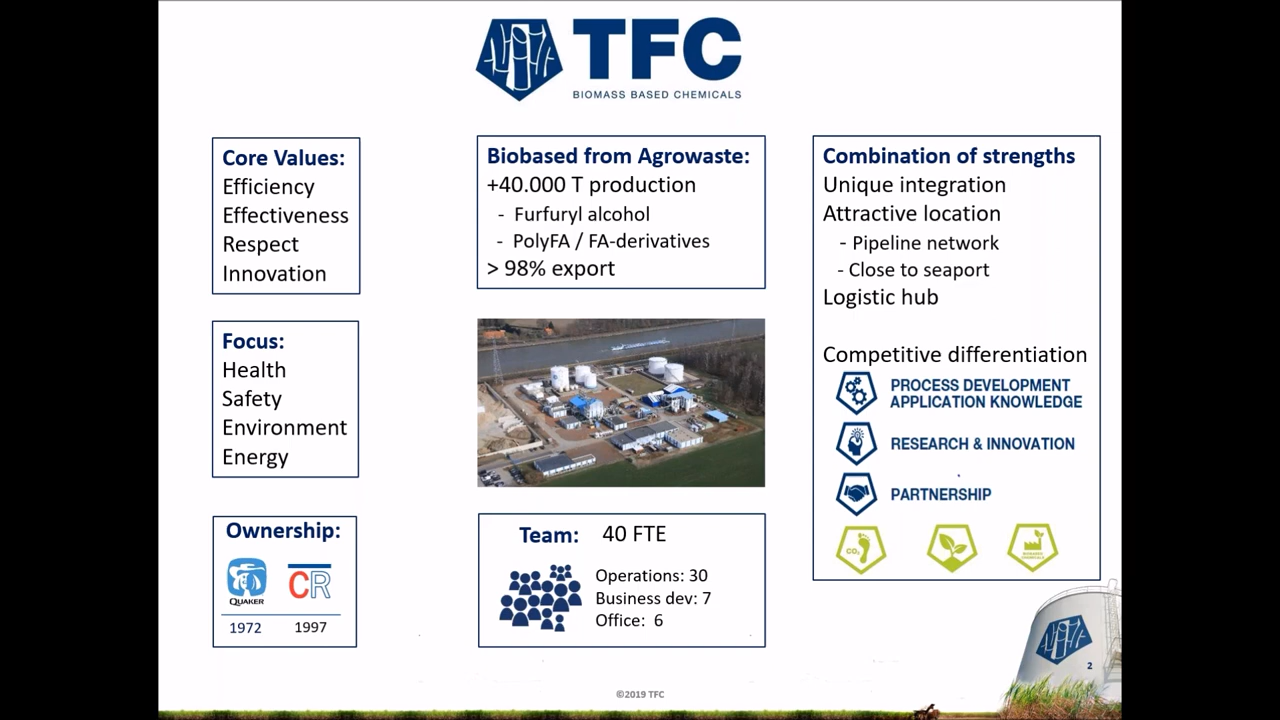 TFC
BIOMASS BASED CHEMICALS
Core Values:
Efficiency
Effectiveness
Respect
Innovation
Focus:
Health
Safety
Environment
Energy
Ownership:
QUAKER
CR
1972
1997
Biobased from Agrowaste:
+40.000 T production
- Furfuryl alcohol
- PolyFA / FA-derivatives
> 98% export
Team: 40 FTE
Operations: 30
Business dev: 7
Office: 6
Combination of strengths
Unique integration
Attractive location
- Pipeline network
- Close to seaport
Logistic hub
Competitive differentiation
PROCESS DEVELOPMENT
APPLICATION KNOWLEDGE
RESEARCH & INNOVATION
PARTNERSHIP
CO₂
BIOBASED
CHEMICALS
2
©2019 TFC